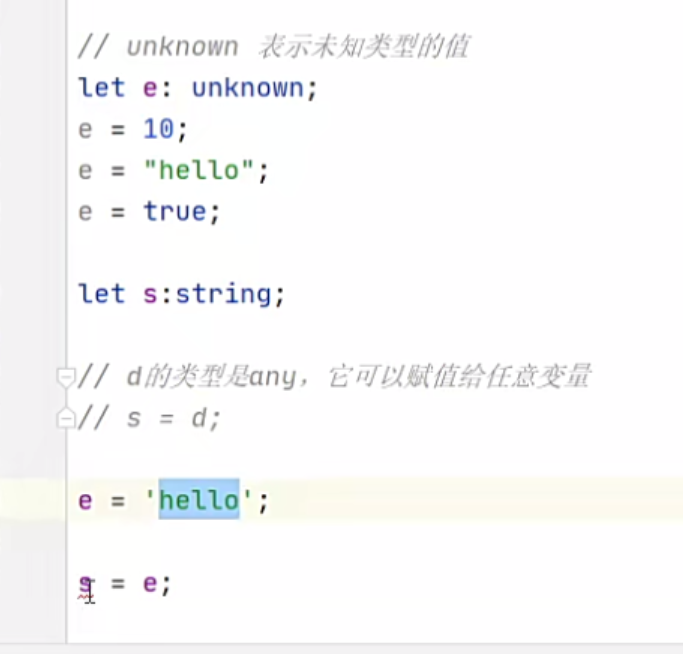 // unknown 表示未知类型的值
let e: unknown;
e = 10;
e = "hello";
e = true;
let s:string;
// d的类型是any，它可以赋值给任意变量
// s = d;
e = 'hello';
s = e;